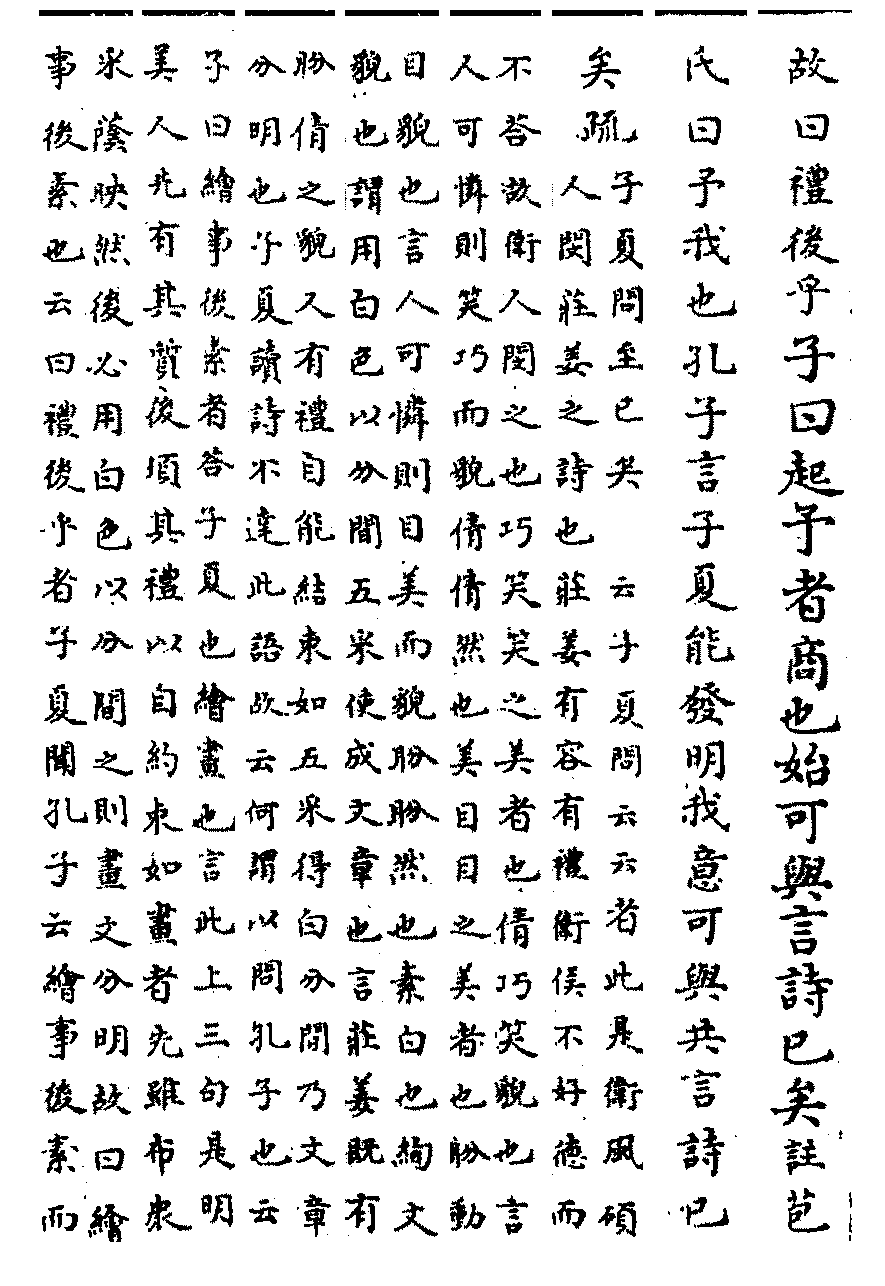 故曰禮後乎子曰起予者商也始可與言詩已矣註苞
氏曰予我也孔子言子夏能發明我意可與共言詩已
矣疏
子夏問至已矣 云子夏問云云者此是衛風碩
人閔莊姜之詩也莊姜有容有禮衛侯不好德而
不荅故衛人閔之也巧笑笑之美者也倩巧笑貌也言
人可憐則笑巧而貌倩倩然也美目目之美者也盼動
目貌也言人可憐則目美而貌盼盼然也素白也絢文
貌也謂用白色以分間五采使成文章也言莊姜既有
盼倩之貌又有禮自能結束如五采得白分間乃文章
分明也子夏讀詩不達此語故云何謂以問孔子也云
子曰繪事後素者荅子夏也繪畫也言此上三句是明
美人先有其質後須其禮以自約束如畫者先雖布衆
采蔭映然後必用白色以分間之則畫文分明故曰繪
事後素也云曰禮後乎者子夏聞孔子云繪事後素而